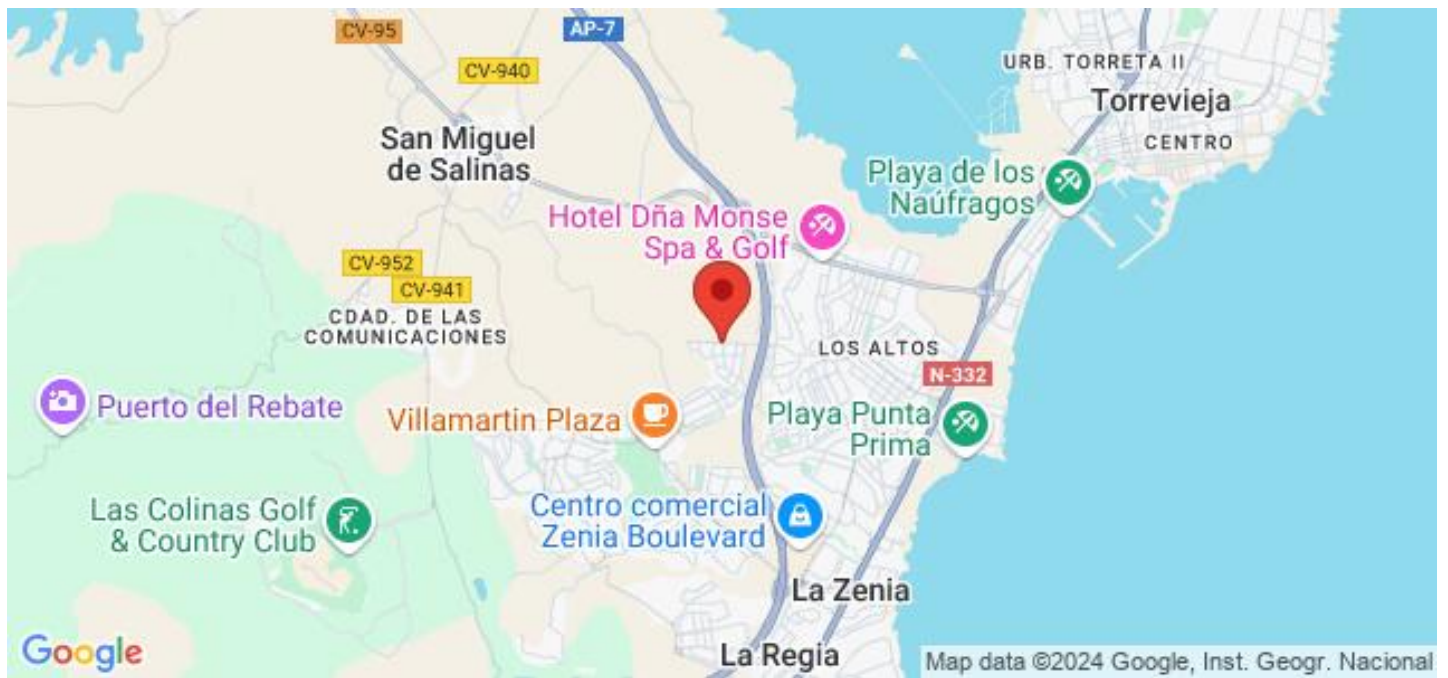 CV-95
AP-7
CV-940
URB. TORRETA II
Torrevieja
CENTRO
San Miguel
de Salinas
Playa de los
Naúfragos
Hotel Dña Monse
Spa & Golf
CV-952
CV-941
CDAD. DE LAS
COMUNICACIONES
LOS ALTOS
N-332
Puerto del Rebate
Villamartin Plaza
Playa Punta
Prima
Las Colinas Golf
& Country Club
Centro comercial
Zenia Boulevard
La Zenia
La Regia
Google
Map data ©2024 Google, Inst. Geogr. Nacional